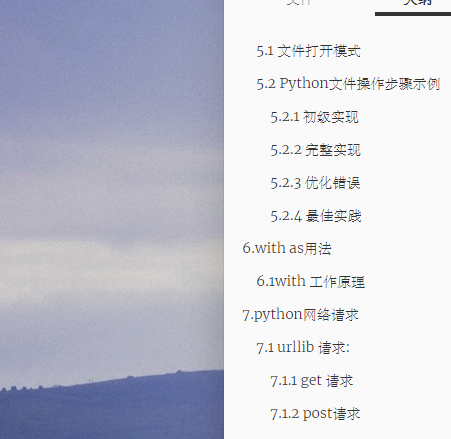 5.1 文件打开模式
5.2 Python文件操作步骤示例
5.2.1 初级实现
5.2.2 完整实现
5.2.3 优化错误
5.2.4 最佳实践
6.with as用法
6.1with 工作原理
7.python网络请求
7.1 urllib 请求:
7.1.1 get 请求
7.1.2 post请求